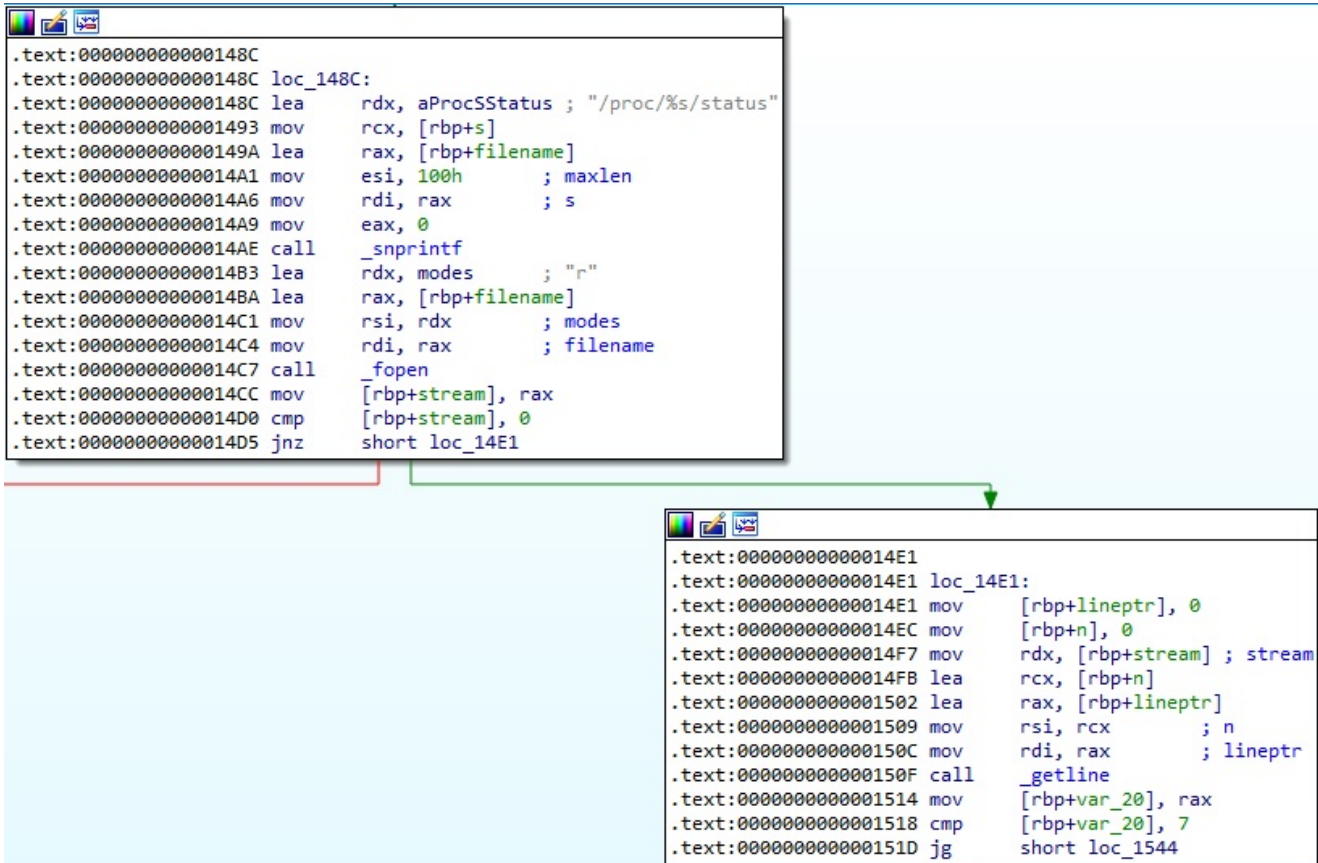 .text:000000000000148C
.text:000000000000148C loc_148C:
.text:000000000000148C lea rdx, aProcSStatus ; "/proc/%s/status"
.text:0000000000001493 mov rcx, [rbp+s]
.text:000000000000149A lea rax, [rbp+filename]
.text:00000000000014A1 mov esi, 100h ; maxlen
.text:00000000000014A6 mov rdi, rax ; s
.text:00000000000014A9 mov eax, 0
.text:00000000000014AE call _snprintf
.text:00000000000014B3 lea rdx, modes ; "r"
.text:00000000000014BA lea rax, [rbp+filename]
.text:00000000000014C1 mov rsi, rdx ; modes
.text:00000000000014C4 mov rdi, rax ; filename
.text:00000000000014C7 call _fopen
.text:00000000000014CC mov [rbp+stream], rax
.text:00000000000014D0 cmp [rbp+stream], 0
.text:00000000000014D5 jnz short loc_14E1
.text:00000000000014E1
.text:00000000000014E1 loc_14E1:
.text:00000000000014E1 mov [rbp+lineptr], 0
.text:00000000000014EC mov [rbp+n], 0
.text:00000000000014F7 mov rdx, [rbp+stream] ; stream
.text:00000000000014FB lea rcx, [rbp+n]
.text:0000000000001502 lea rax, [rbp+lineptr]
.text:0000000000001509 mov rsi, rcx ; n
.text:000000000000150C mov rdi, rax ; lineptr
.text:000000000000150F call _getline
.text:0000000000001514 mov [rbp+var_20], rax
.text:0000000000001518 cmp [rbp+var_20], 7
.text:000000000000151D jg short loc_1544